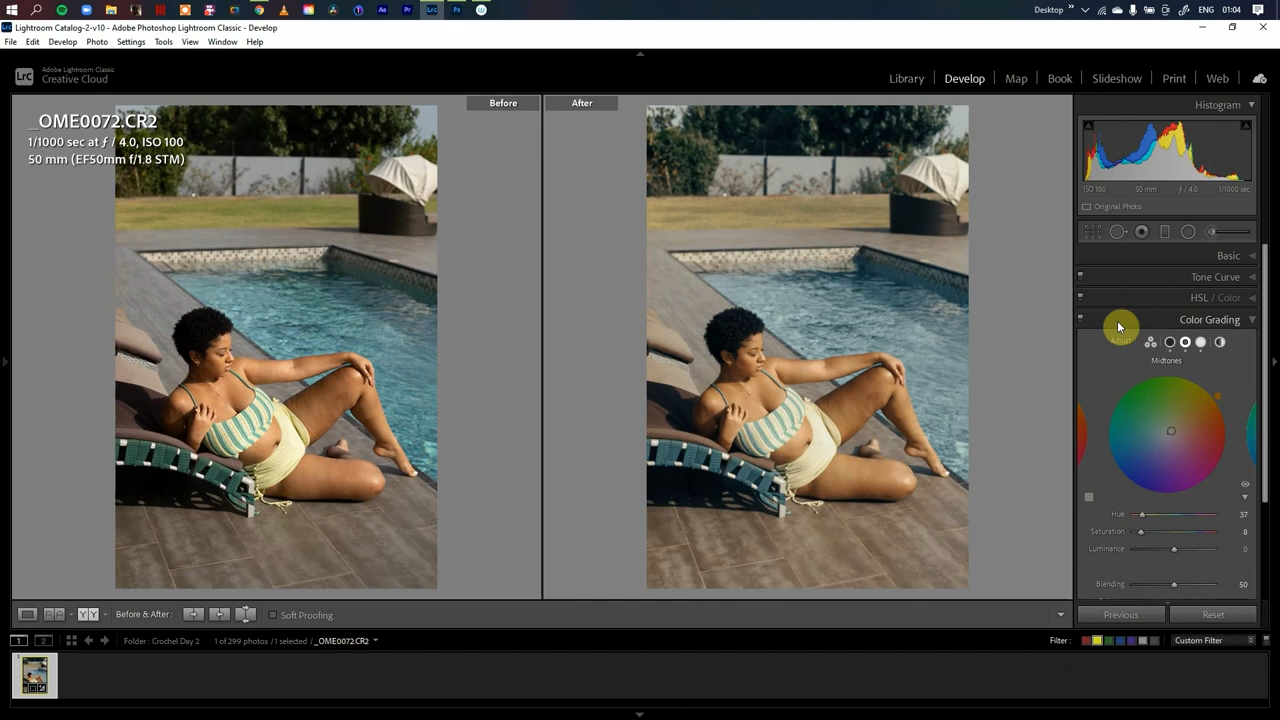 Desktop
ENG
01:04
Lightroom Catalog-2-v10 - Adobe Photoshop Lightroom Classic - Develop
File Edit Develop Photo Settings Tools View Window Help
Lrc
Adobe Lightroom Classic
Creative Cloud
Library Develop Map Book Slideshow Print Map Web
Before After
Histogram
_OME0072.CR2
1/1000 sec at ƒ / 4.0, ISO 100
50 mm (EF50mm f/1.8 STM)
ISO 100 50 mm ƒ / 4.0 1/1000 sec
Original Photo
Basic
Tone Curve
HSL / Color
Color Grading
Adjust
Midtones
Hue 37
Saturation 8
Luminance 0
Blending 50
Before & After : Soft Proofing
Previous Reset
1 2 Folder : Crochel Day 2 1 of 299 photos / 1 selected / _OME0072.CR2 Filter : Custom Filter